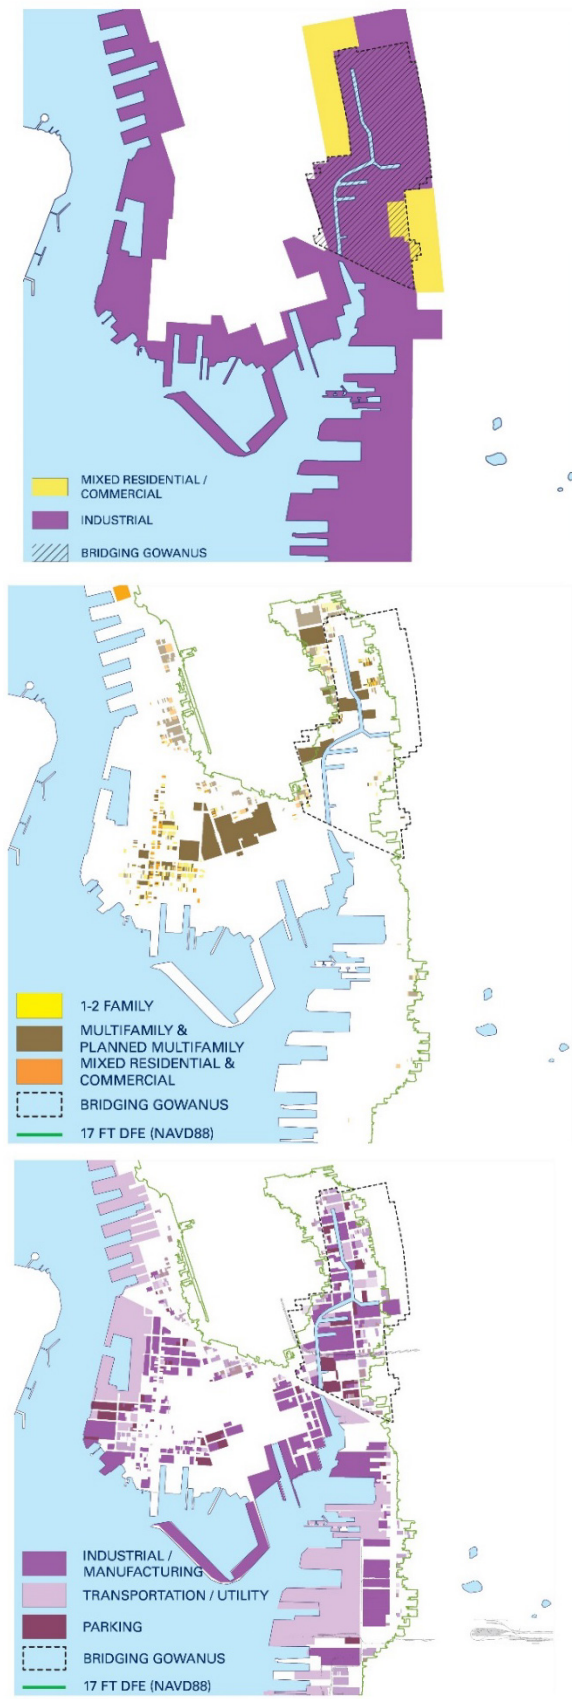 MIXED RESIDENTIAL /
COMMERCIAL
INDUSTRIAL
BRIDGING GOWANUS
1-2 FAMILY
MULTIFAMILY &
PLANNED MULTIFAMILY
MIXED RESIDENTIAL &
COMMERCIAL
BRIDGING GOWANUS
17 FT DFE (NAVD88)
INDUSTRIAL /
MANUFACTURING
TRANSPORTATION / UTILITY
PARKING
BRIDGING GOWANUS
17 FT DFE (NAVD88)